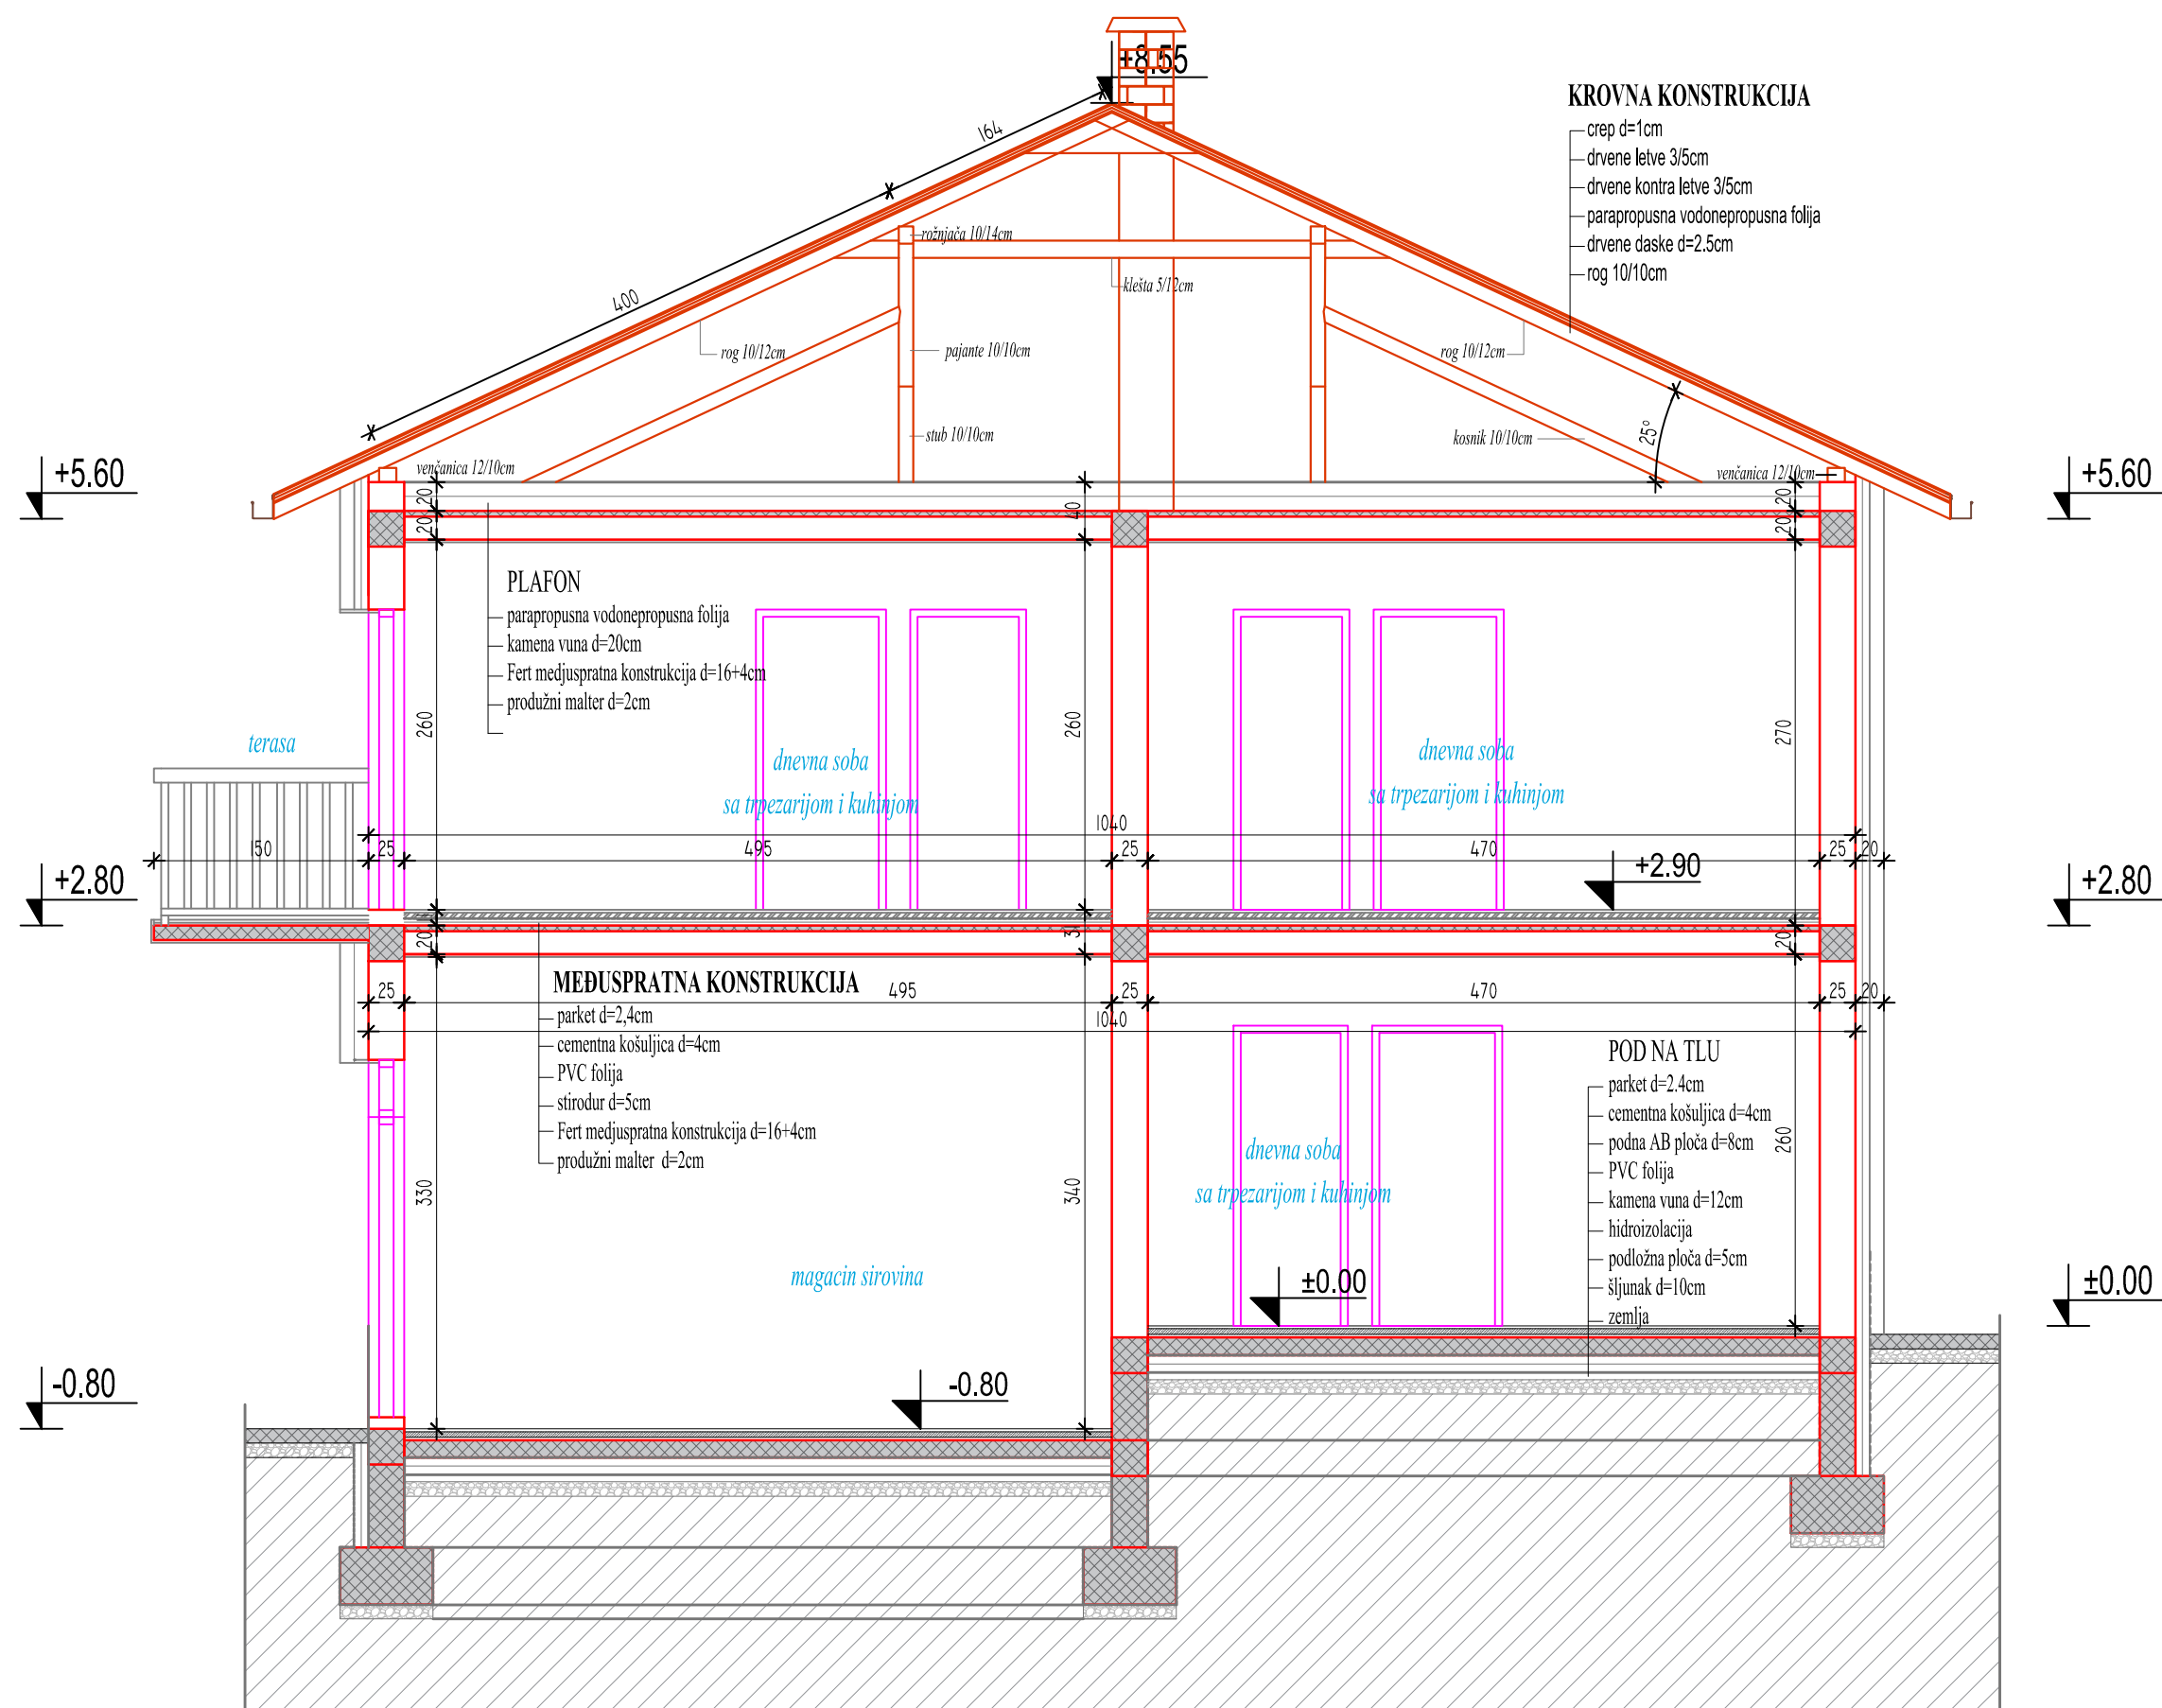 +8.55
KROVNA KONSTRUKCIJA
crep d=1cm
drvene letve 3/5cm
drvene kontra letve 3/5cm
parapropusna vodonepropusna folija
drvene daske d=2.5cm
rog 10/10cm
164
400
rožnjača 10/14cm
klešta 5/12cm
rog 10/12cm
pajante 10/10cm
rog 10/12cm
stub 10/10cm
kosnik 10/10cm
25°
venčanica 12/10cm
venčanica 12/10cm
+5.60
+5.60
20
40
20
20
20
PLAFON
parapropusna vodonepropusna folija
kamena vuna d=20cm
Fert medjuspratna konstrukcija d=16+4cm
produžni malter d=2cm
260
260
270
terasa
dnevna soba
sa trpezarijom i kuhinjom
dnevna soba
sa trpezarijom i kuhinjom
1040
150
25
495
25
470
25
20
+2.80
+2.90
+2.80
20
30
20
MEĐUSPRATNA KONSTRUKCIJA
parket d=2,4cm
cementna košuljica d=4cm
PVC folija
stirodur d=5cm
Fert medjuspratna konstrukcija d=16+4cm
produžni malter d=2cm
25
495
25
470
25
20
1040
POD NA TLU
parket d=2.4cm
cementna košuljica d=4cm
podna AB ploča d=8cm
PVC folija
kamena vuna d=12cm
hidroizolacija
podložna ploča d=5cm
šljunak d=10cm
zemlja
260
330
340
dnevna soba
sa trpezarijom i kuhinjom
magacin sirovina
±0.00
±0.00
-0.80
-0.80